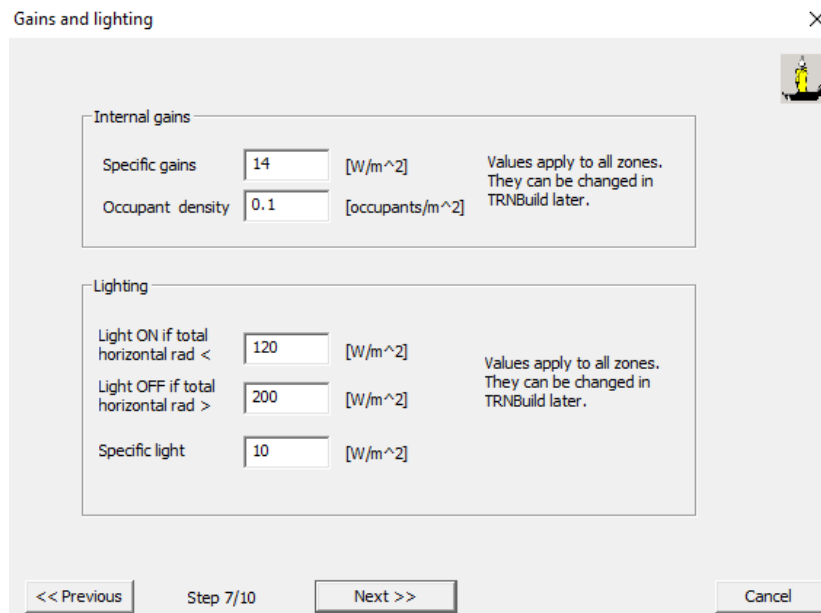 Gains and lighting
Internal gains
Specific gains 14 [W/m^2]
Occupant density 0.1 [occupants/m^2]
Values apply to all zones.
They can be changed in
TRNBuild later.
Lighting
Light ON if total
horizontal rad < 120 [W/m^2]
Light OFF if total
horizontal rad > 200 [W/m^2]
Specific light 10 [W/m^2]
Values apply to all zones.
They can be changed in
TRNBuild later.
<< Previous Step 7/10 Next >> Cancel